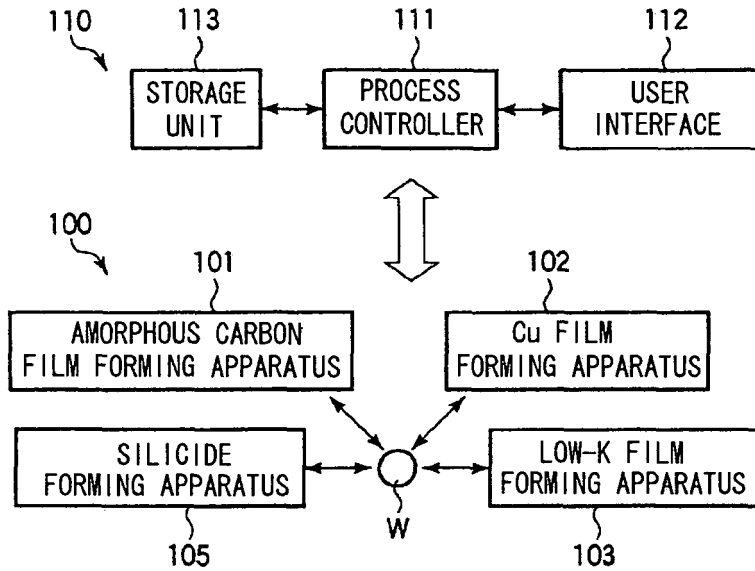 113
111
112
110
STORAGE
UNIT
PROCESS
CONTROLLER
USER
INTERFACE
100
101
102
AMORPHOUS CARBON
FILM FORMING APPARATUS
Cu FILM
FORMING APPARATUS
SILICIDE
FORMING APPARATUS
LOW-K FILM
FORMING APPARATUS
W
105
103